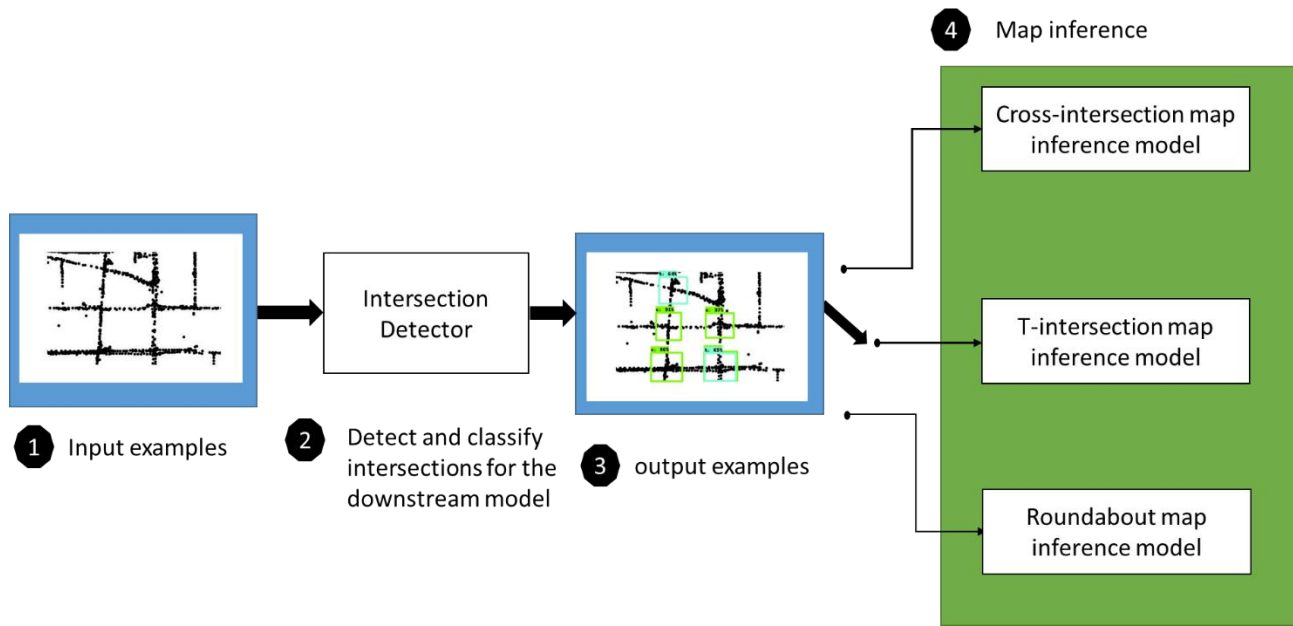 4 Map inference
Cross-intersection map
inference model
Intersection
Detector
T-intersection map
inference model
1 Input examples
2 Detect and classify
intersections for the
downstream model
3 output examples
Roundabout map
inference model